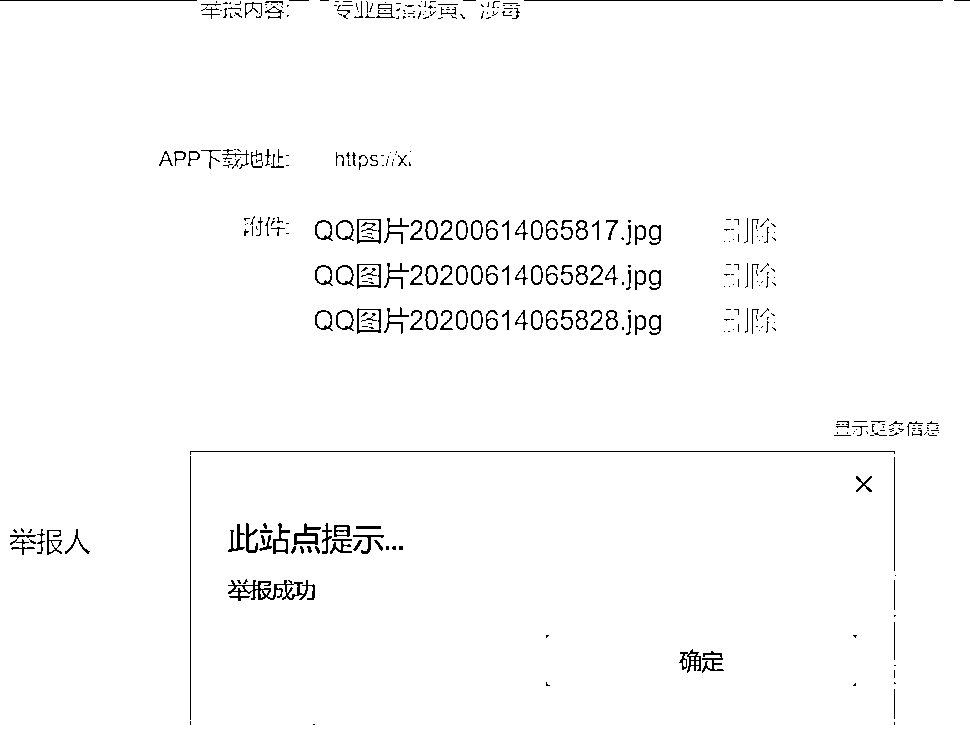 举报内容: 专业直播涉黄、涉毒
APP下载地址: https://x
附件: QQ图片20200614065817.jpg 删除
QQ图片20200614065824.jpg 删除
QQ图片20200614065828.jpg 删除
显示更多信息
举报人
此站点提示...
举报成功
确定